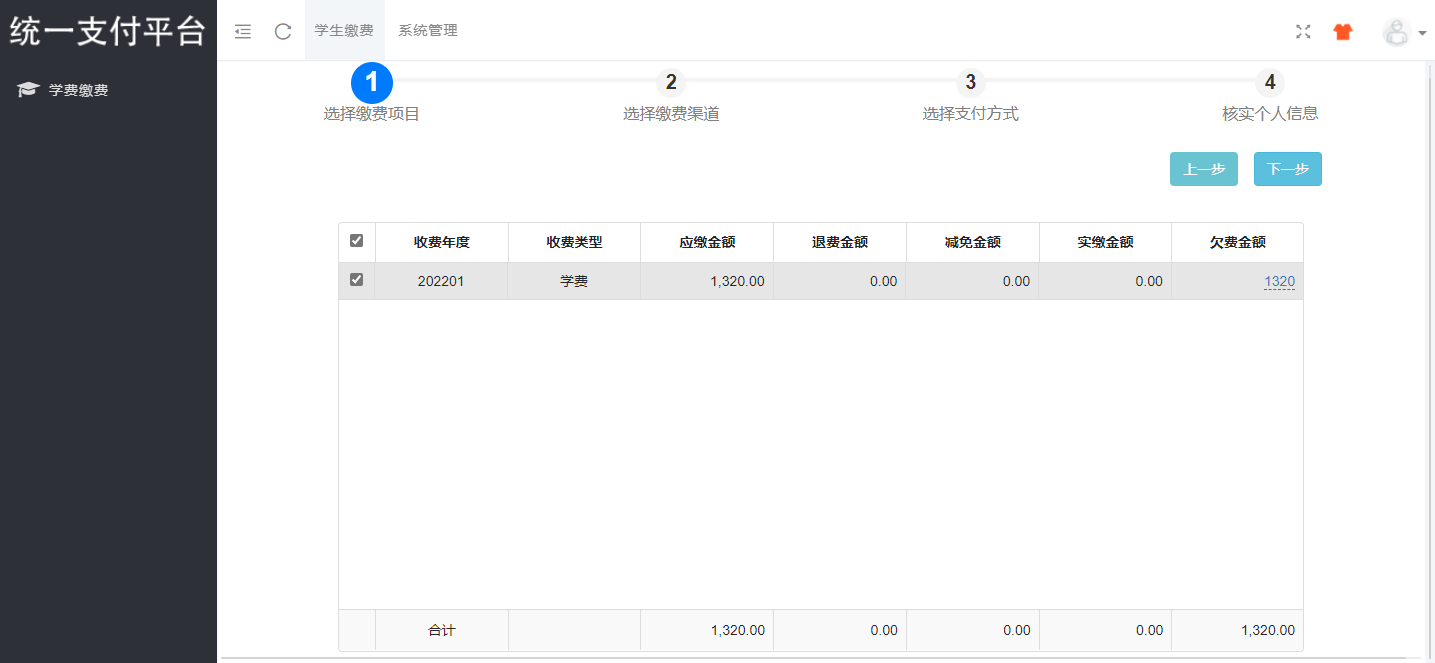 统一支付平台
学生缴费 系统管理
学费缴费
1 2 3 4
选择缴费项目 选择缴费渠道 选择支付方式 核实个人信息
上一步 下一步
收费年度 收费类型 应缴金额 退费金额 减免金额 实缴金额 欠费金额
202201 学费 1,320.00 0.00 0.00 0.00 1320
合计 1,320.00 0.00 0.00 0.00 1,320.00